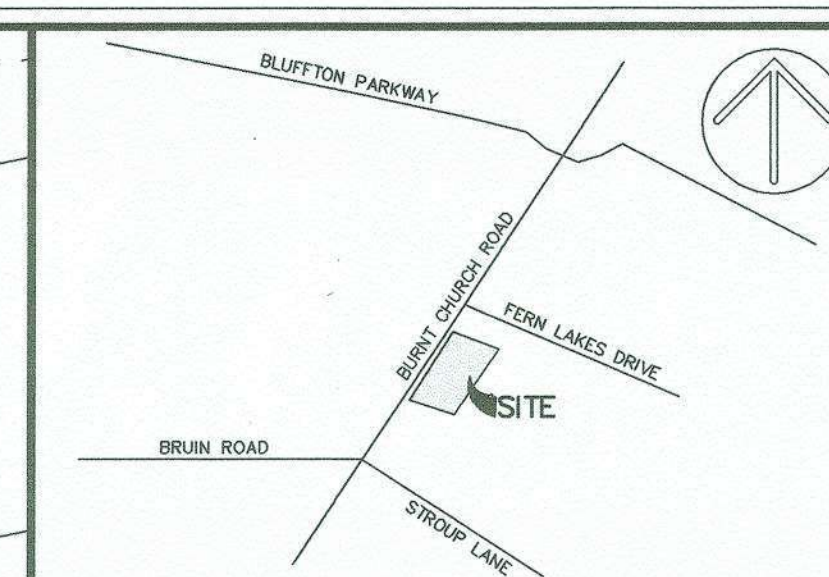 BLUFFTON PARKWAY
BURNT CHURCH ROAD
FERN LAKES DRIVE
SITE
BRUIN ROAD
STROUP LANE